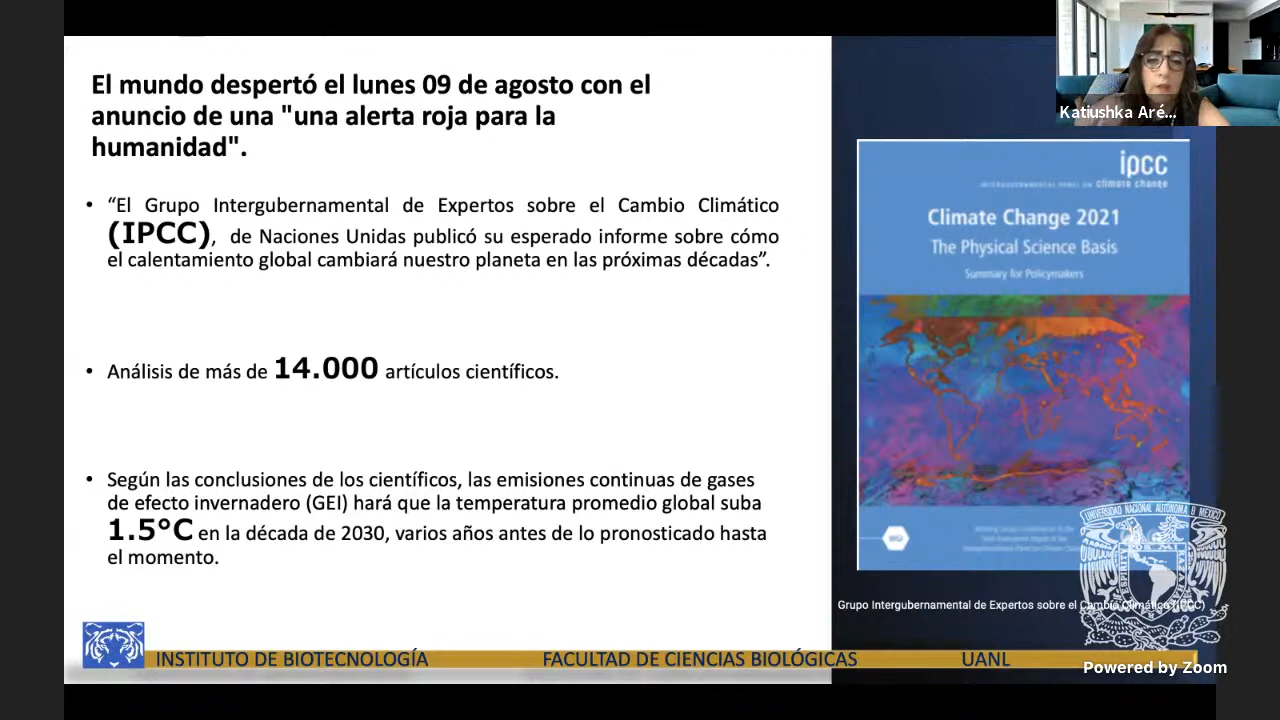 El mundo despertó el lunes 09 de agosto con el
anuncio de una "una alerta roja para la
humanidad".
• “El Grupo Intergubernamental de Expertos sobre el Cambio Climático
(IPCC), de Naciones Unidas publicó su esperado informe sobre cómo
el calentamiento global cambiará nuestro planeta en las próximas décadas”.
• Análisis de más de 14.000 artículos científicos.
• Según las conclusiones de los científicos, las emisiones continuas de gases
de efecto invernadero (GEI) hará que la temperatura promedio global suba
1.5°C en la década de 2030, varios años antes de lo pronosticado hasta
el momento.
INSTITUTO DE BIOTECNOLOGÍA FACULTAD DE CIENCIAS BIOLÓGICAS UANL
Katiushka Aré...
ipcc
INTERGOVERNMENTAL PANEL ON climate change
Climate Change 2021
The Physical Science Basis
Summary for Policymakers
WGI
Grupo Intergubernamental de Expertos sobre el Cambio Climático (IPCC)
UNIVERSIDAD NACIONAL AUTÓNOMA DE MEXICO
Powered by Zoom